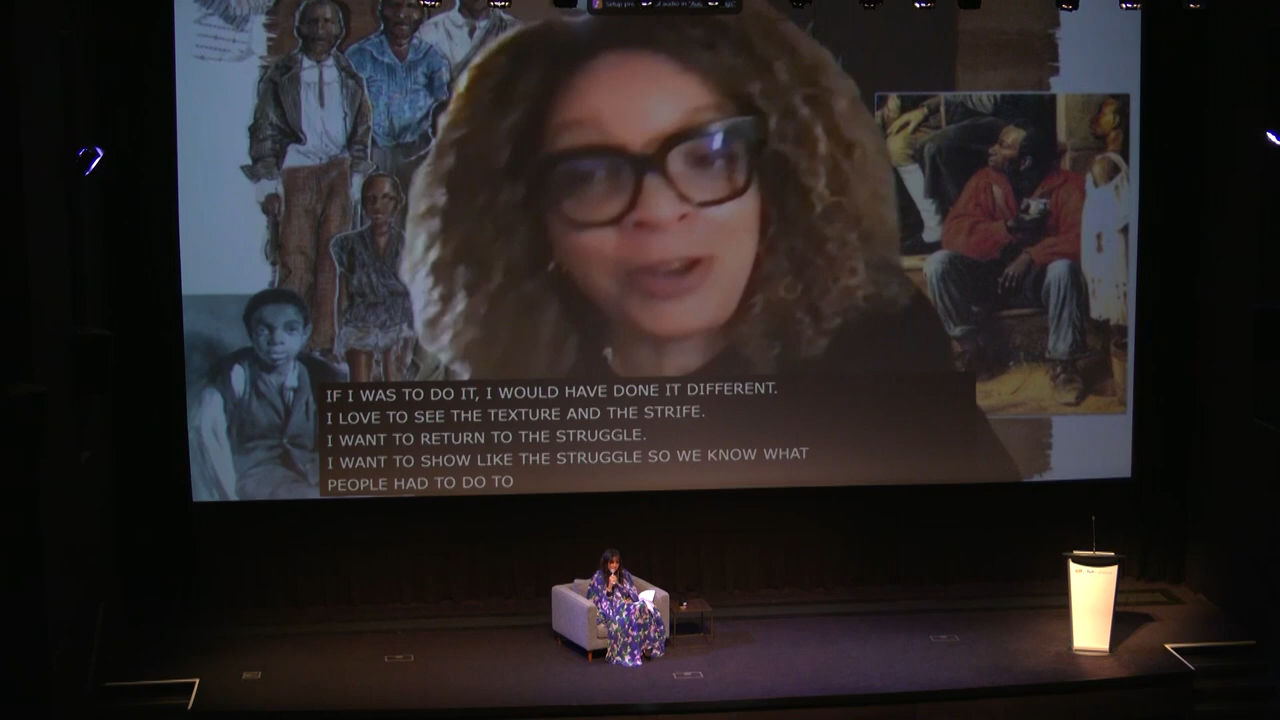 IF I WAS TO DO IT, I WOULD HAVE DONE IT DIFFERENT.
I LOVE TO SEE THE TEXTURE AND THE STRIFE.
I WANT TO RETURN TO THE STRUGGLE.
I WANT TO SHOW LIKE THE STRUGGLE SO WE KNOW WHAT
PEOPLE HAD TO DO TO